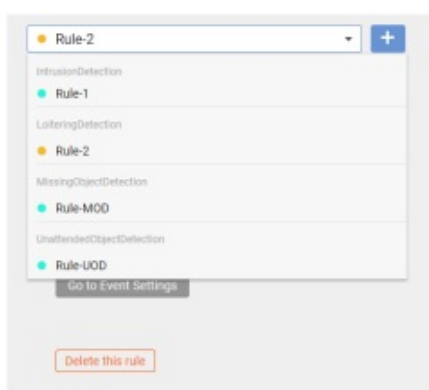 Rule-2
+
IntrusionDetection
Rule-1
LoiteringDetection
Rule-2
MissingObjectDetection
Rule-MOD
UnattendedObjectDetection
Rule-UOD
Go to Event Settings
Delete this rule